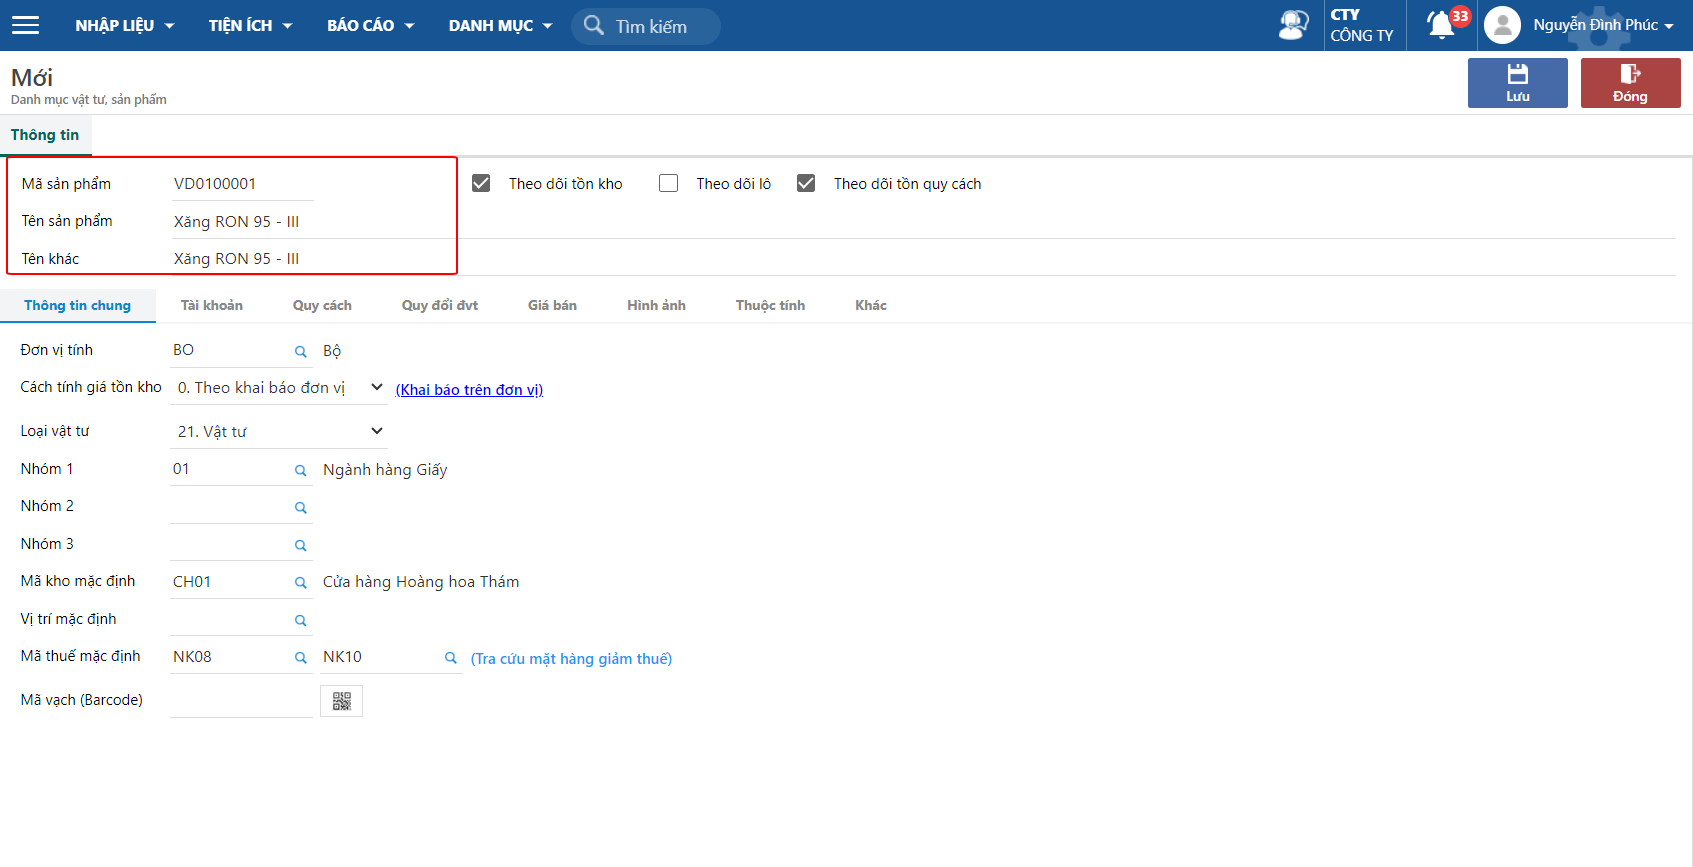 NHẬP LIỆU TIỆN ÍCH BÁO CÁO DANH MỤC Tìm kiếm CTY CÔNG TY 33 Nguyễn Đình Phúc
Mới
Danh mục vật tư, sản phẩm
Lưu Đóng
Thông tin
Mã sản phẩm VD0100001 Theo dõi tồn kho Theo dõi lô Theo dõi tồn quy cách
Tên sản phẩm Xăng RON 95 - III
Tên khác Xăng RON 95 - III
Thông tin chung Tài khoản Quy cách Quy đổi đvt Giá bán Hình ảnh Thuộc tính Khác
Đơn vị tính BO Bộ
Cách tính giá tồn kho 0. Theo khai báo đơn vị (Khai báo trên đơn vị)
Loại vật tư 21. Vật tư
Nhóm 1 01 Ngành hàng Giấy
Nhóm 2
Nhóm 3
Mã kho mặc định CH01 Cửa hàng Hoàng hoa Thám
Vị trí mặc định
Mã thuế mặc định NK08 NK10 (Tra cứu mặt hàng giảm thuế)
Mã vạch (Barcode)